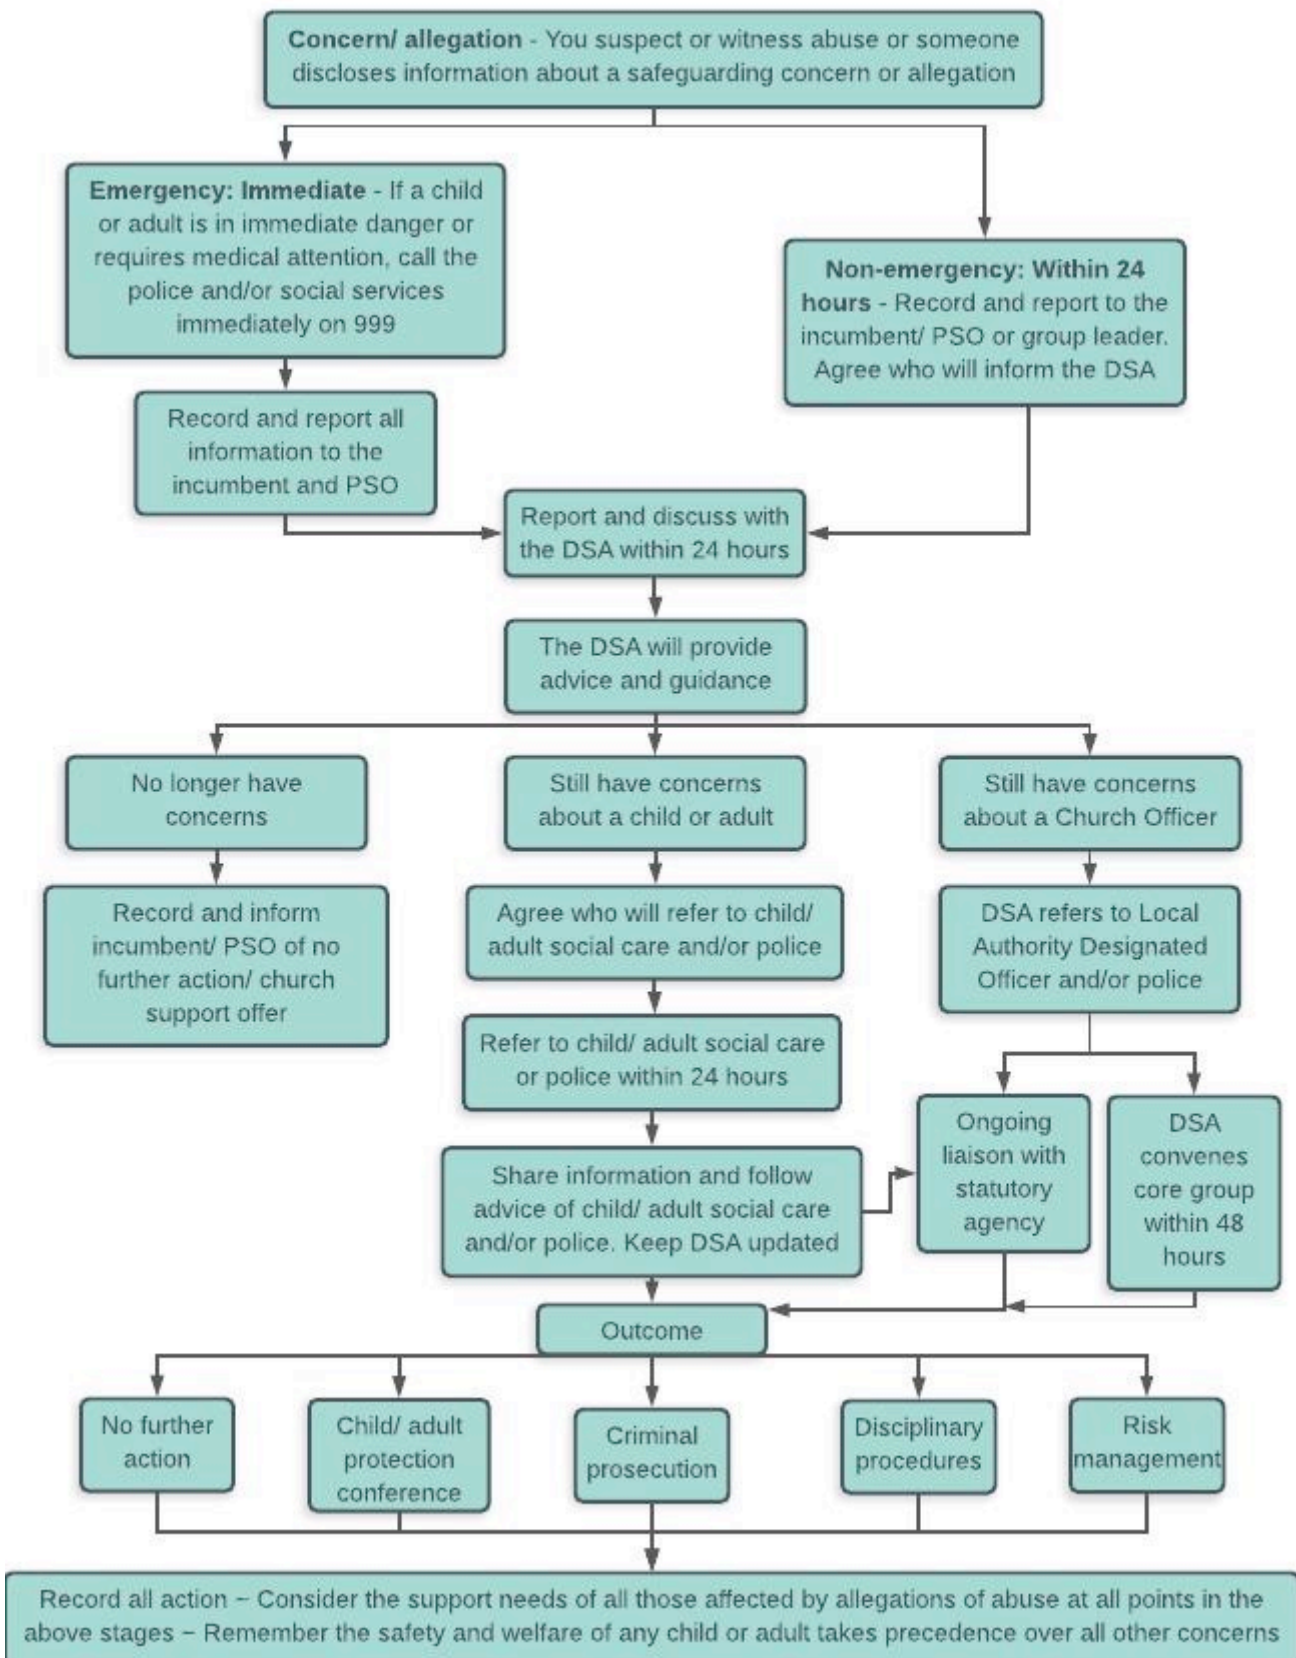 Concern/ allegation - You suspect or witness abuse or someone
discloses information about a safeguarding concern or allegation
Emergency: Immediate - If a child
or adult is in immediate danger or
requires medical attention, call the
police and/or social services
immediately on 999
Non-emergency: Within 24
hours - Record and report to the
incumbent/ PSO or group leader.
Agree who will inform the DSA
Record and report all
information to the
incumbent and PSO
Report and discuss with
the DSA within 24 hours
The DSA will provide
advice and guidance
No longer have
concerns
Still have concerns
about a child or adult
Still have concerns
about a Church Officer
Record and inform
incumbent/ PSO of no
further action/ church
support offer
Agree who will refer to child/
adult social care and/or police
DSA refers to Local
Authority Designated
Officer and/or police
Refer to child/ adult social care
or police within 24 hours
Ongoing
liaison with
statutory
agency
DSA
convenes
core group
within 48
hours
Share information and follow
advice of child/ adult social care
and/or police. Keep DSA updated
Outcome
No further
action
Child/ adult
protection
conference
Criminal
prosecution
Disciplinary
procedures
Risk
management
Record all action – Consider the support needs of all those affected by allegations of abuse at all points in the
above stages – Remember the safety and welfare of any child or adult takes precedence over all other concerns